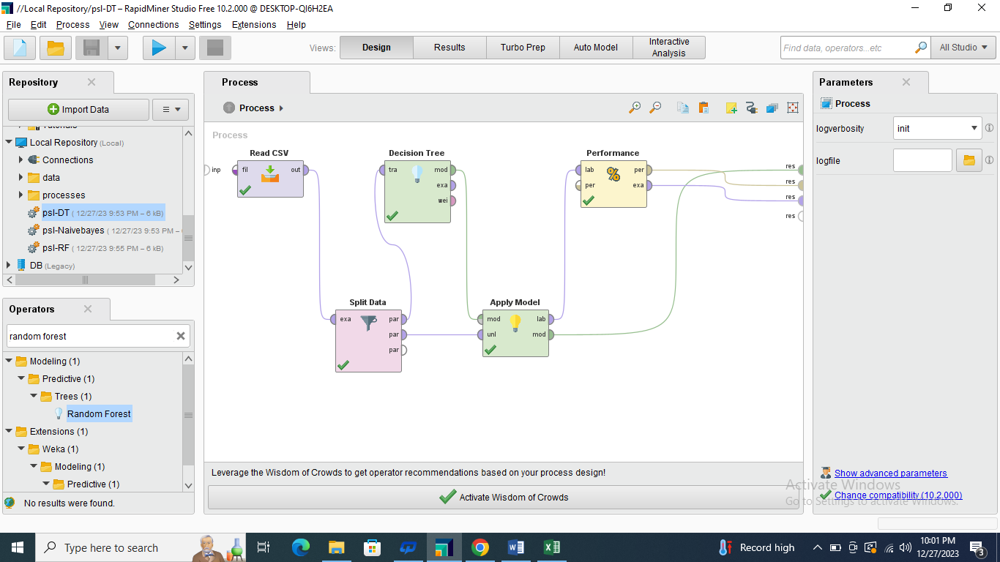 //Local Repository/psl-DT – RapidMiner Studio Free 10.2.000 @ DESKTOP-QI6H2EA
File Edit Process View Connections Settings Extensions Help
Views: Design Results Turbo Prep Auto Model Interactive Analysis
Find data, operators...etc All Studio
Repository
Import Data
Local Repository (Local)
Connections
data
processes
psl-DT ( 12/27/23 9:53 PM – 6 kB)
psl-Naivebayes ( 12/27/23 9:53 PM –
psl-RF ( 12/27/23 9:55 PM – 6 kB)
DB (Legacy)
Operators
random forest
Modeling (1)
Predictive (1)
Trees (1)
Random Forest
Extensions (1)
Weka (1)
Modeling (1)
Predictive (1)
No results were found.
Process
Process
Process
inp
Read CSV
fil out
Decision Tree
tra mod
exa
wei
Performance
lab per
per exa
res
res
res
res
Split Data
exa par
par
par
Apply Model
mod lab
unl mod
Leverage the Wisdom of Crowds to get operator recommendations based on your process design!
Activate Wisdom of Crowds
Parameters
Process
logverbosity init
logfile
Show advanced parameters
Change compatibility (10.2.000)
Activate Windows
Go to Settings to activate Windows.
Type here to search
Record high
10:01 PM
12/27/2023
3